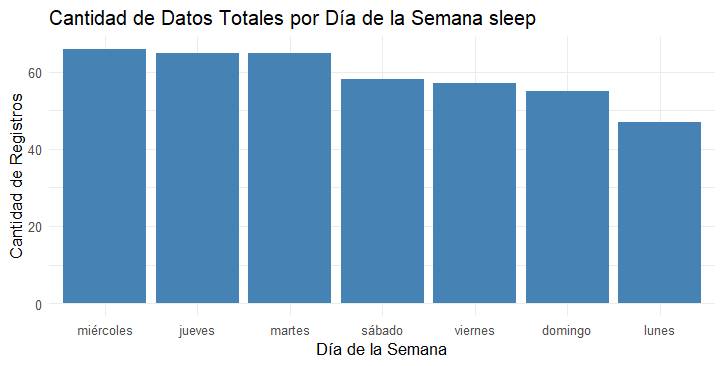 Cantidad de Datos Totales por Día de la Semana sleep
Cantidad de Registros
60
40
20
0
miércoles jueves martes sábado viernes domingo lunes
Día de la Semana